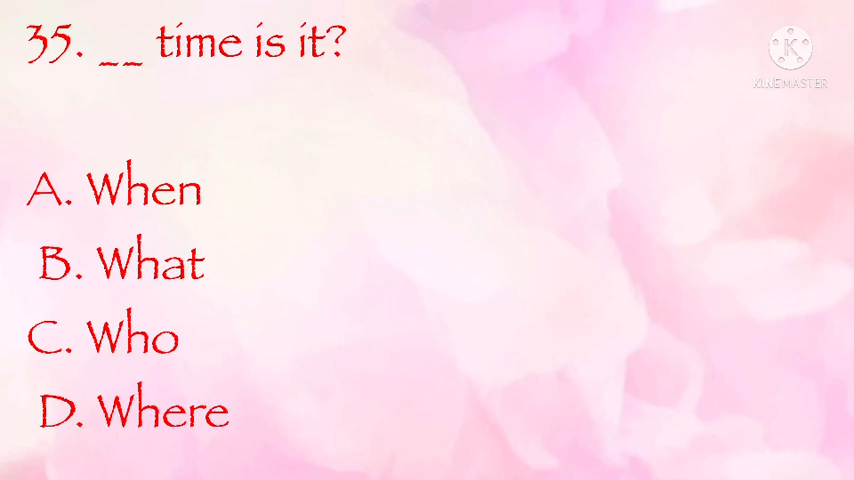 35. __ time is it?
K
KINEMASTER
A. When
B. What
C. Who
D. Where